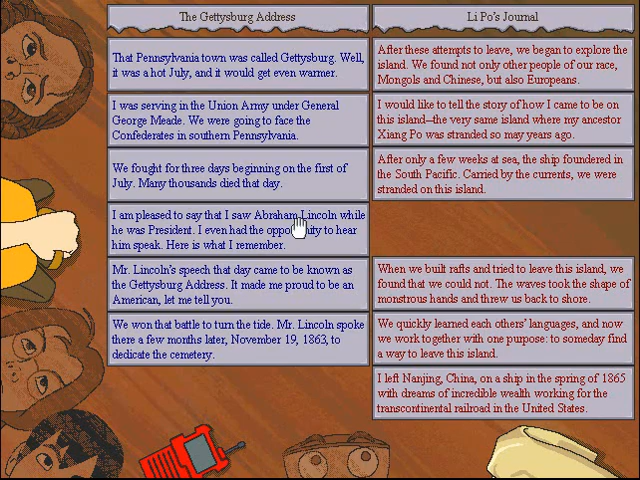 The Gettysburg Address
That Pennsylvania town was called Gettysburg. Well,
it was a hot July, and it would get even warmer.
I was serving in the Union Army under General
George Meade. We were going to face the
Confederates in southern Pennsylvania.
We fought for three days beginning on the first of
July. Many thousands died that day.
I am pleased to say that I saw Abraham Lincoln while
he was President. I even had the opportunity to hear
him speak. Here is what I remember.
Mr. Lincoln's speech that day came to be known as
the Gettysburg Address. It made me proud to be an
American, let me tell you.
We won that battle to turn the tide. Mr. Lincoln spoke
there a few months later, November 19, 1863, to
dedicate the cemetery.
Li Po's Journal
After these attempts to leave, we began to explore the
island. We found not only other people of our race,
Mongols and Chinese, but also Europeans.
I would like to tell the story of how I came to be on
this island--the very same island where my ancestor
Xiang Po was stranded so may years ago.
After only a few weeks at sea, the ship foundered in
the South Pacific. Carried by the currents, we were
stranded on this island.
When we built rafts and tried to leave this island, we
found that we could not. The waves took the shape of
monstrous hands and threw us back to shore.
We quickly learned each others' languages, and now
we work together with one purpose: to someday find
a way to leave this island.
I left Nanjing, China, on a ship in the spring of 1865
with dreams of incredible wealth working for the
transcontinental railroad in the United States.